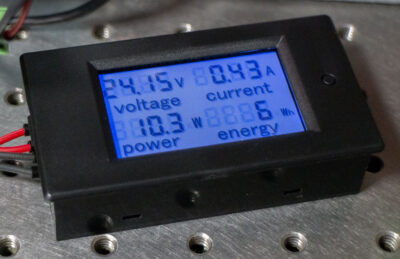 24.15 V 0.43 A
voltage current
10.3 W 6 Wh
power energy